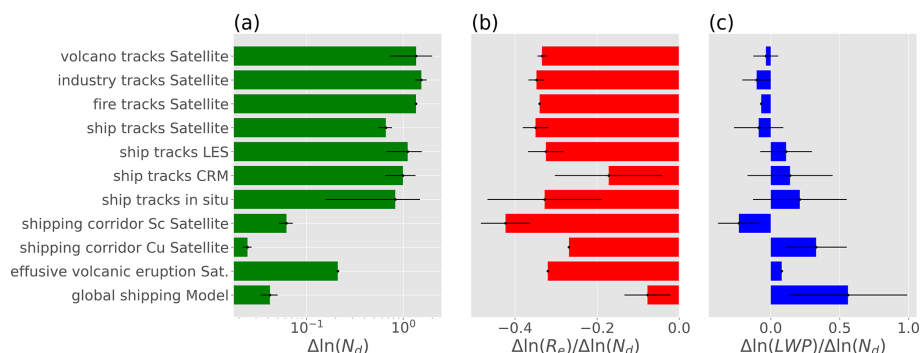 (a) (b) (c)
volcano tracks Satellite
industry tracks Satellite
fire tracks Satellite
ship tracks Satellite
ship tracks LES
ship tracks CRM
ship tracks in situ
shipping corridor Sc Satellite
shipping corridor Cu Satellite
effusive volcanic eruption Sat.
global shipping Model
10⁻¹ 10⁰ −0.4 −0.2 0.0 0.0 0.5 1.0
Δln(N_d) Δln(R_e)/Δln(N_d) Δln(LWP)/Δln(N_d)